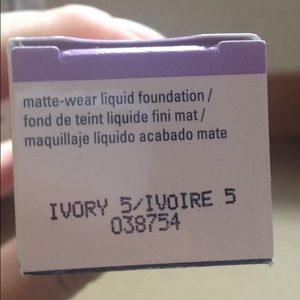 matte-wear liquid foundation /
fond de teint liquide fini mat /
maquillaje líquido acabado mate
IVORY 5/IVOIRE 5
038754